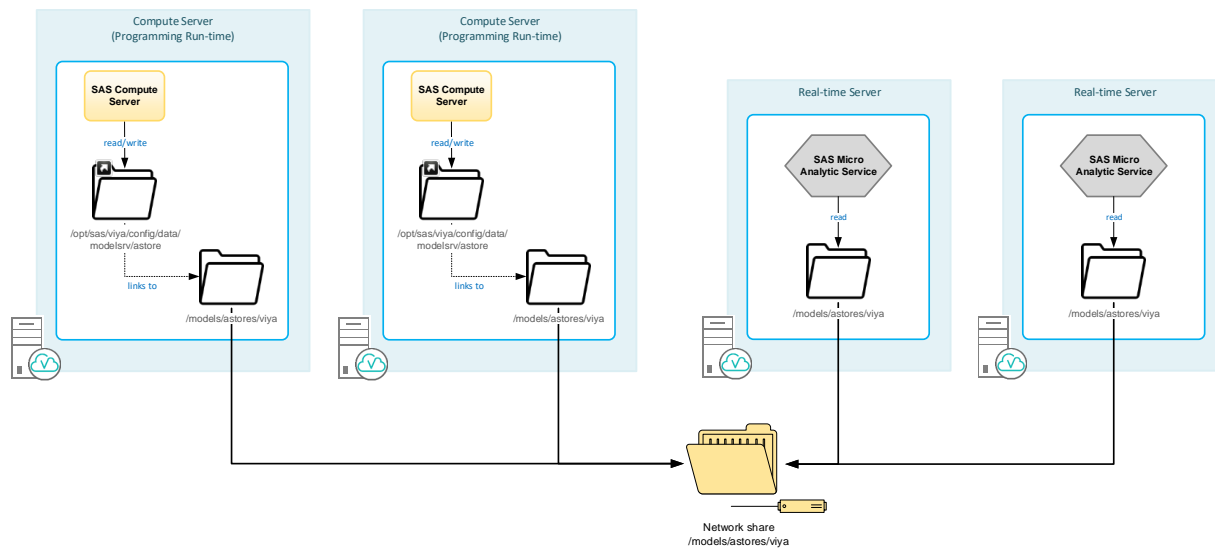 Compute Server
(Programming Run-time)
SAS Compute
Server
read/write
/opt/sas/viya/config/data/
modelsrv/astore
links to
/models/astores/viya
Compute Server
(Programming Run-time)
SAS Compute
Server
read/write
/opt/sas/viya/config/data/
modelsrv/astore
links to
/models/astores/viya
Real-time Server
SAS Micro
Analytic Service
read
/models/astores/viya
Real-time Server
SAS Micro
Analytic Service
read
/models/astores/viya
Network share
/models/astores/viya